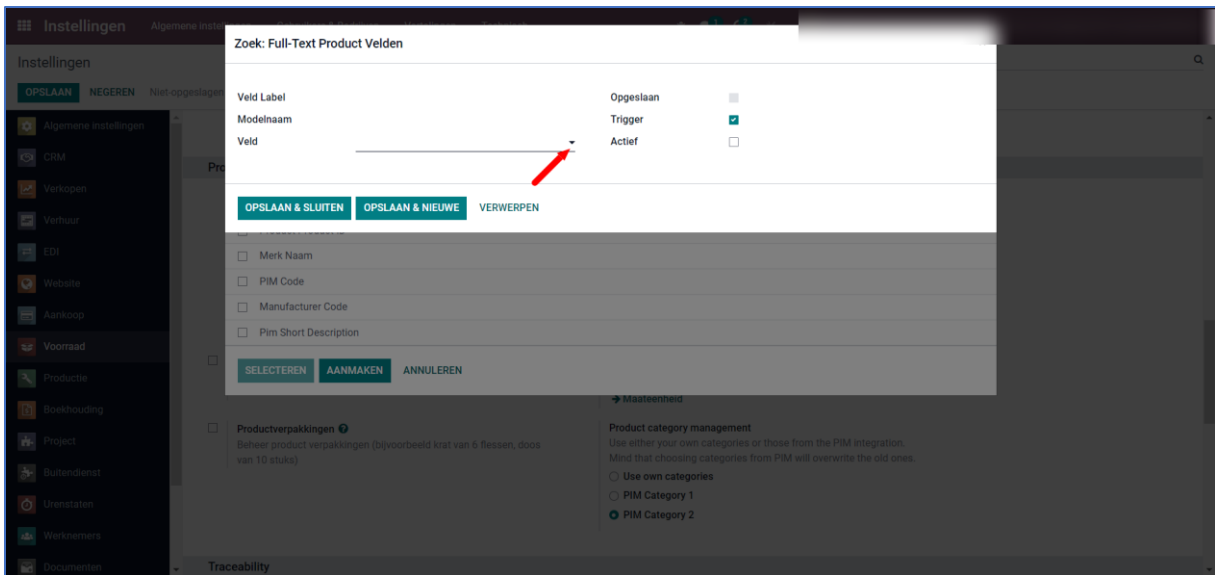 Instellingen
Algemene instel
Zoek: Full-Text Product Velden
Instellingen
OPSLAAN NEGEREN Niet-opgeslagen
Veld Label
Opgeslaan
Modelnaam
Trigger
Veld
Actief
OPSLAAN & SLUITEN OPSLAAN & NIEUWE VERWERPEN
Algemene instellingen
CRM
Verkopen
Verhuur
EDI
Website
Aankoop
Voorraad
Productie
Boekhouding
Project
Buitendienst
Urenstaten
Werknemers
Documenten
Pro
Merk Naam
PIM Code
Manufacturer Code
Pim Short Description
SELECTEREN AANMAKEN ANNULEREN
Maateenheid
Productverpakkingen
Beheer product verpakkingen (bijvoorbeeld krat van 6 flessen, doos
van 10 stuks)
Product category management
Use either your own categories or those from the PIM integration.
Mind that choosing categories from PIM will overwrite the old ones.
Use own categories
PIM Category 1
PIM Category 2
Traceability